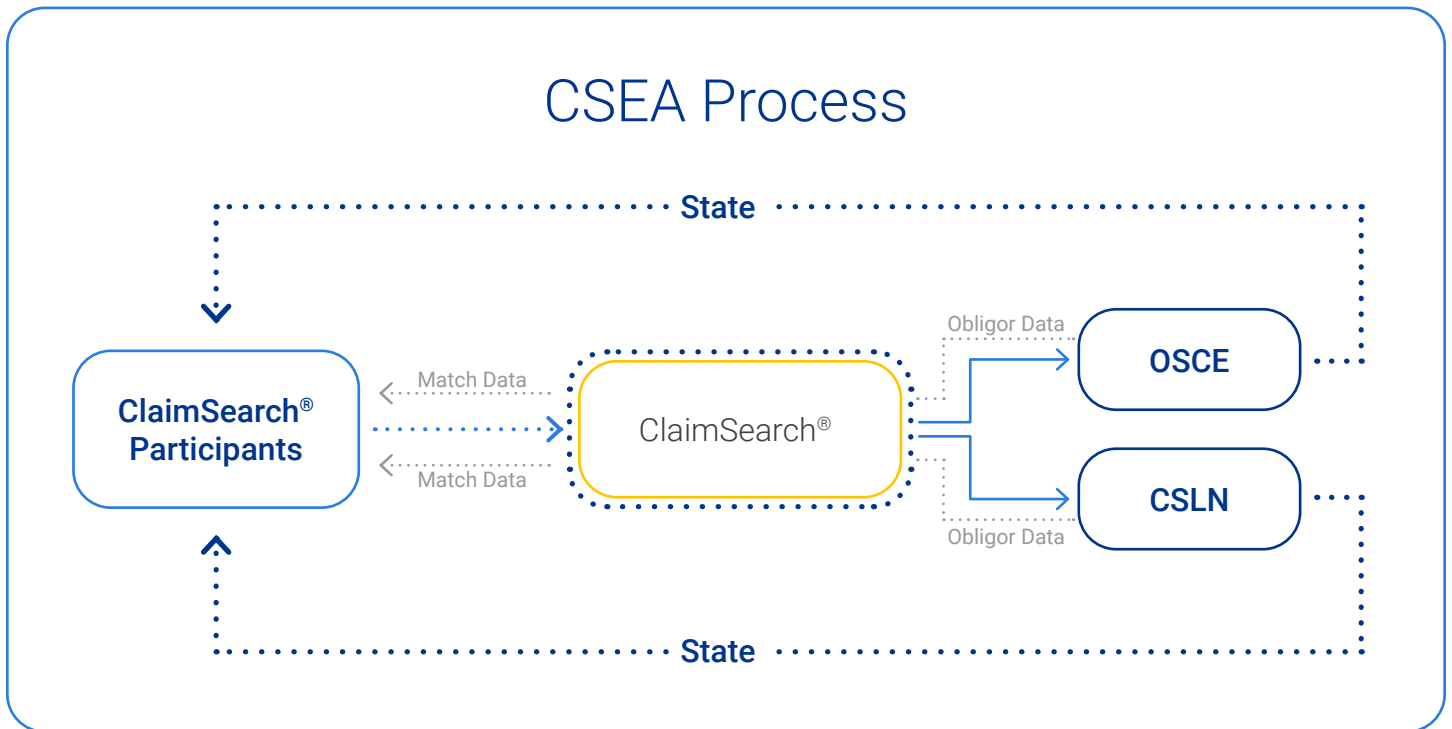 CSEA Process
State
Obligor Data
OSCE
Match Data
ClaimSearch®
Participants
ClaimSearch®
Match Data
CSLN
Obligor Data
State